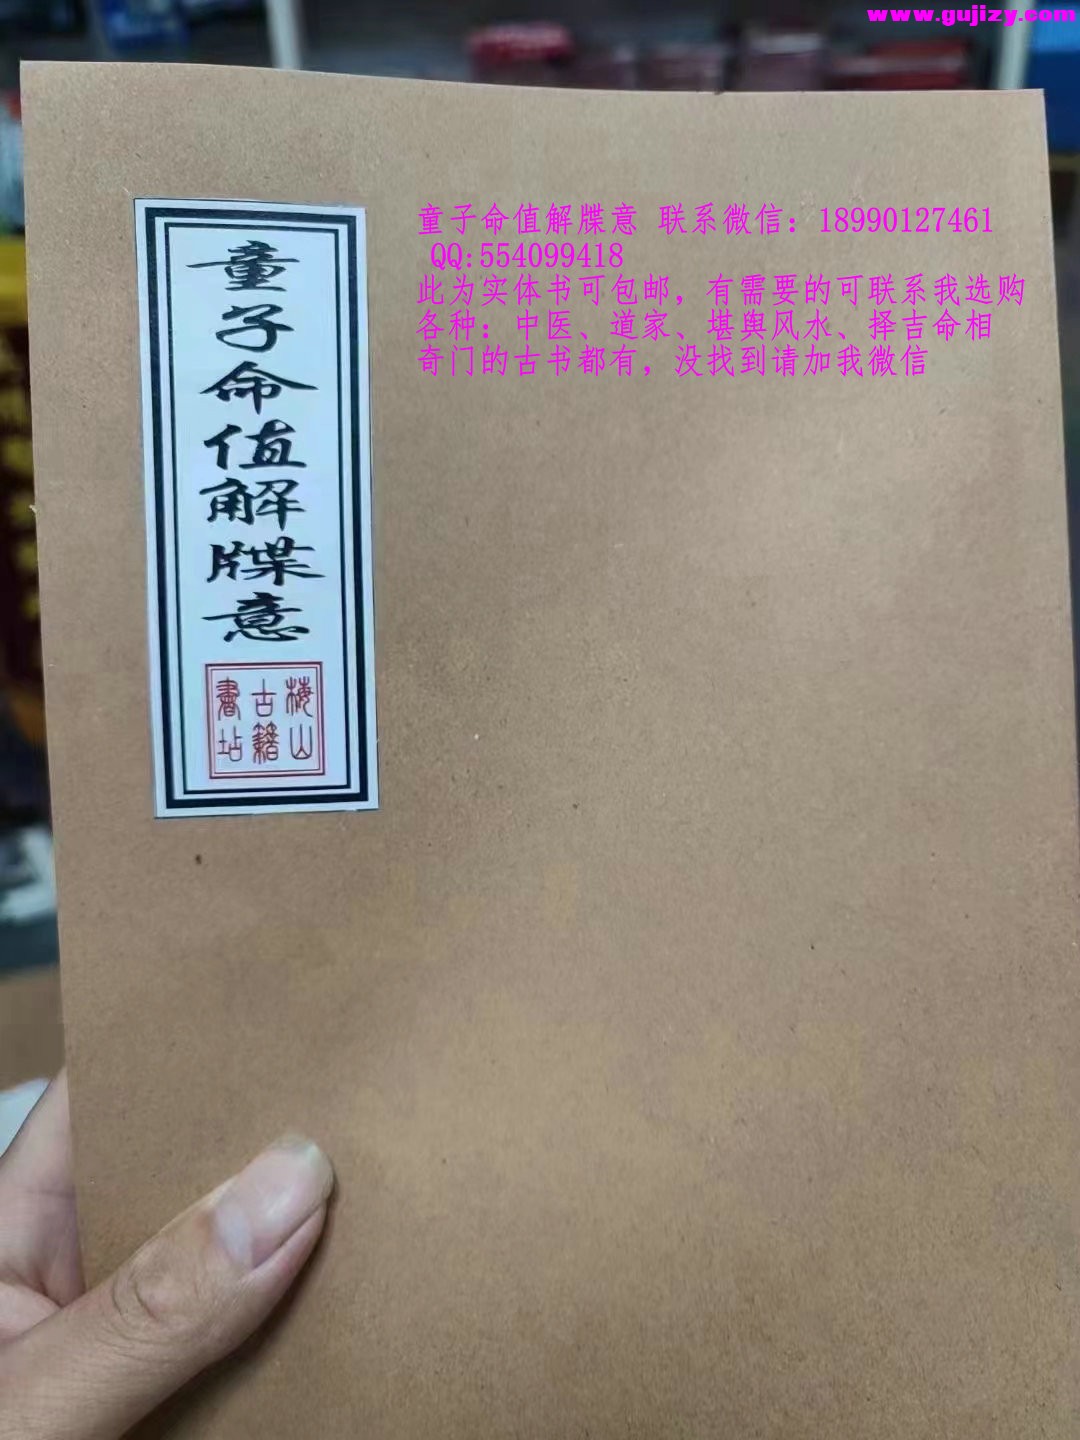 www.gujizy.com
童子命值解牒意 联系微信：18990127461
QQ:554099418
此为实体书可包邮，有需要的可联系我选购
各种：中医、道家、堪舆风水、择吉命相
奇门的古书都有，没找到请加我微信
童子命值解牒意
梅山
古籍
書站